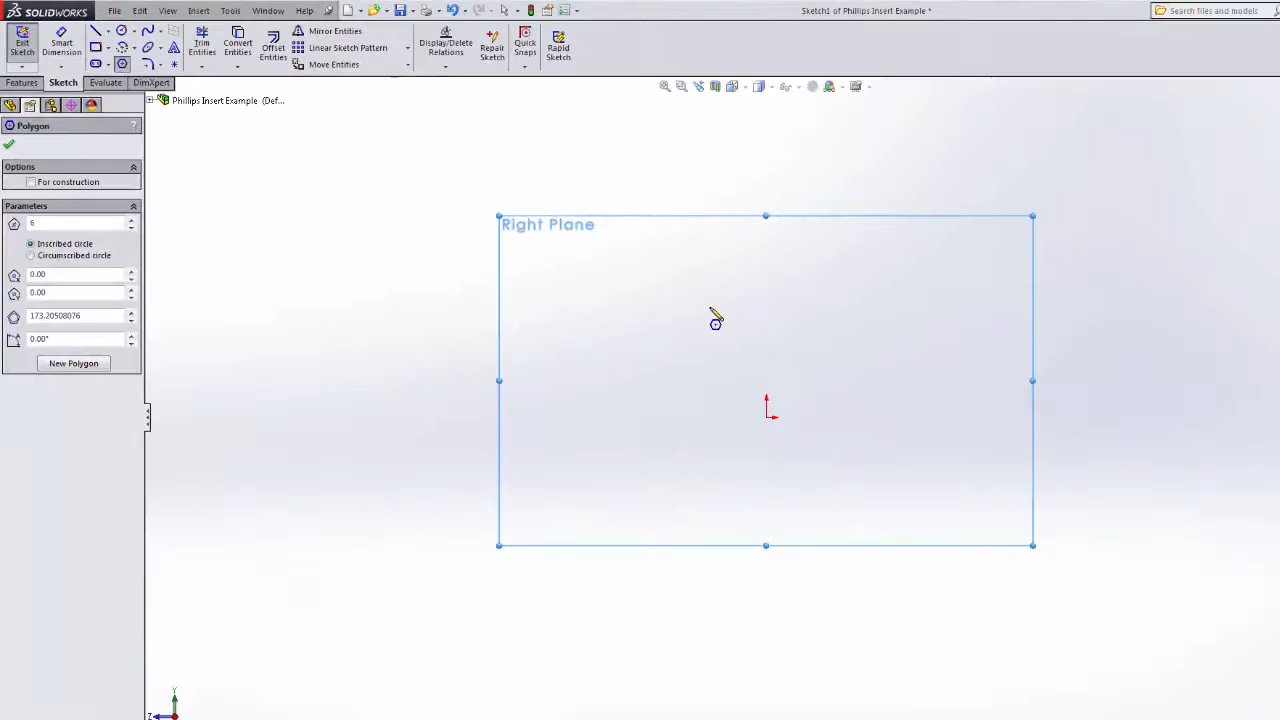 SOLIDWORKS File Edit View Insert Tools Window Help Sketch1 of Phillips Insert Example * Search files and models
Exit Sketch Smart Dimension Trim Entities Convert Entities Offset Entities Mirror Entities Linear Sketch Pattern Move Entities Display/Delete Relations Repair Sketch Quick Snaps Rapid Sketch
Features Sketch Evaluate DimXpert
Phillips Insert Example (Def...
Polygon ?
Options
For construction
Parameters
6
Inscribed circle
Circumscribed circle
0.00
0.00
173.20508076
0.00°
New Polygon
Right Plane
Y
Z